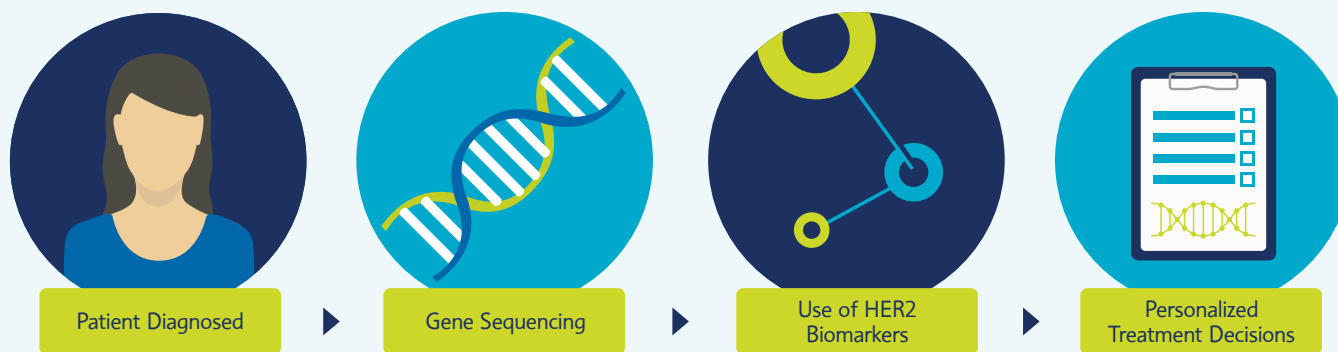 Patient Diagnosed
Gene Sequencing
Use of HER2
Biomarkers
Personalized
Treatment Decisions